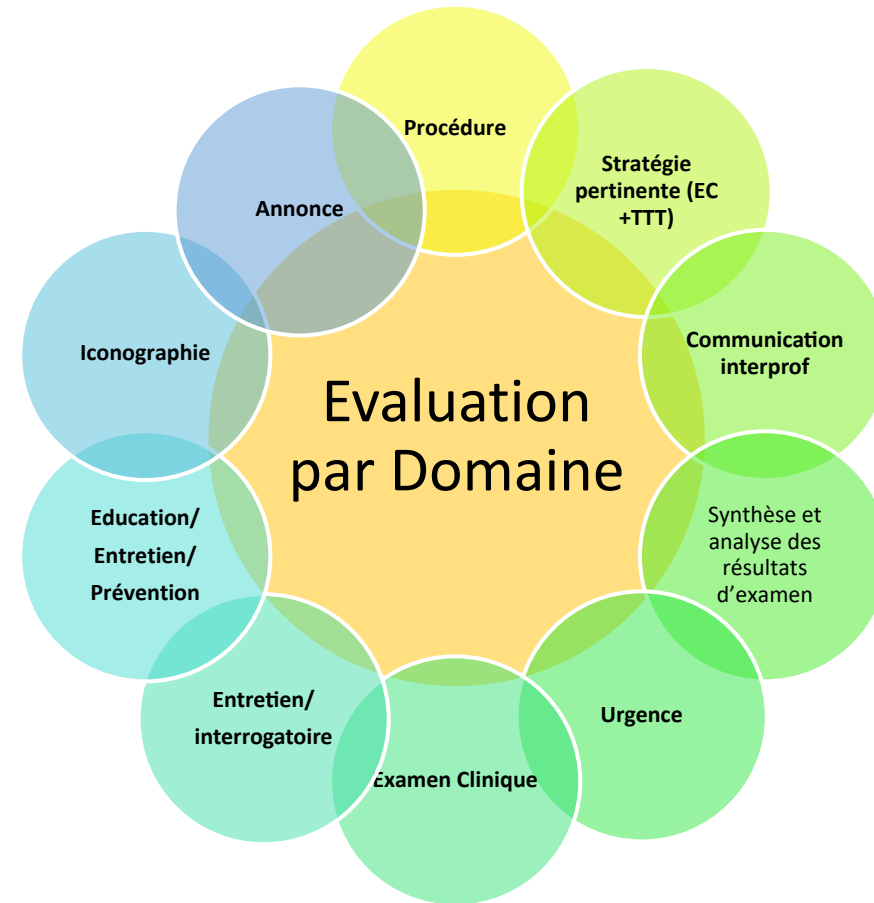 Procédure
Stratégie
pertinente (EC
+TTT)
Communication
interprof
Synthèse et
analyse des
résultats
d'examen
Urgence
Examen Clinique
Entretien/
interrogatoire
Education/
Entretien/
Prévention
Iconographie
Annonce
Evaluation
par Domaine